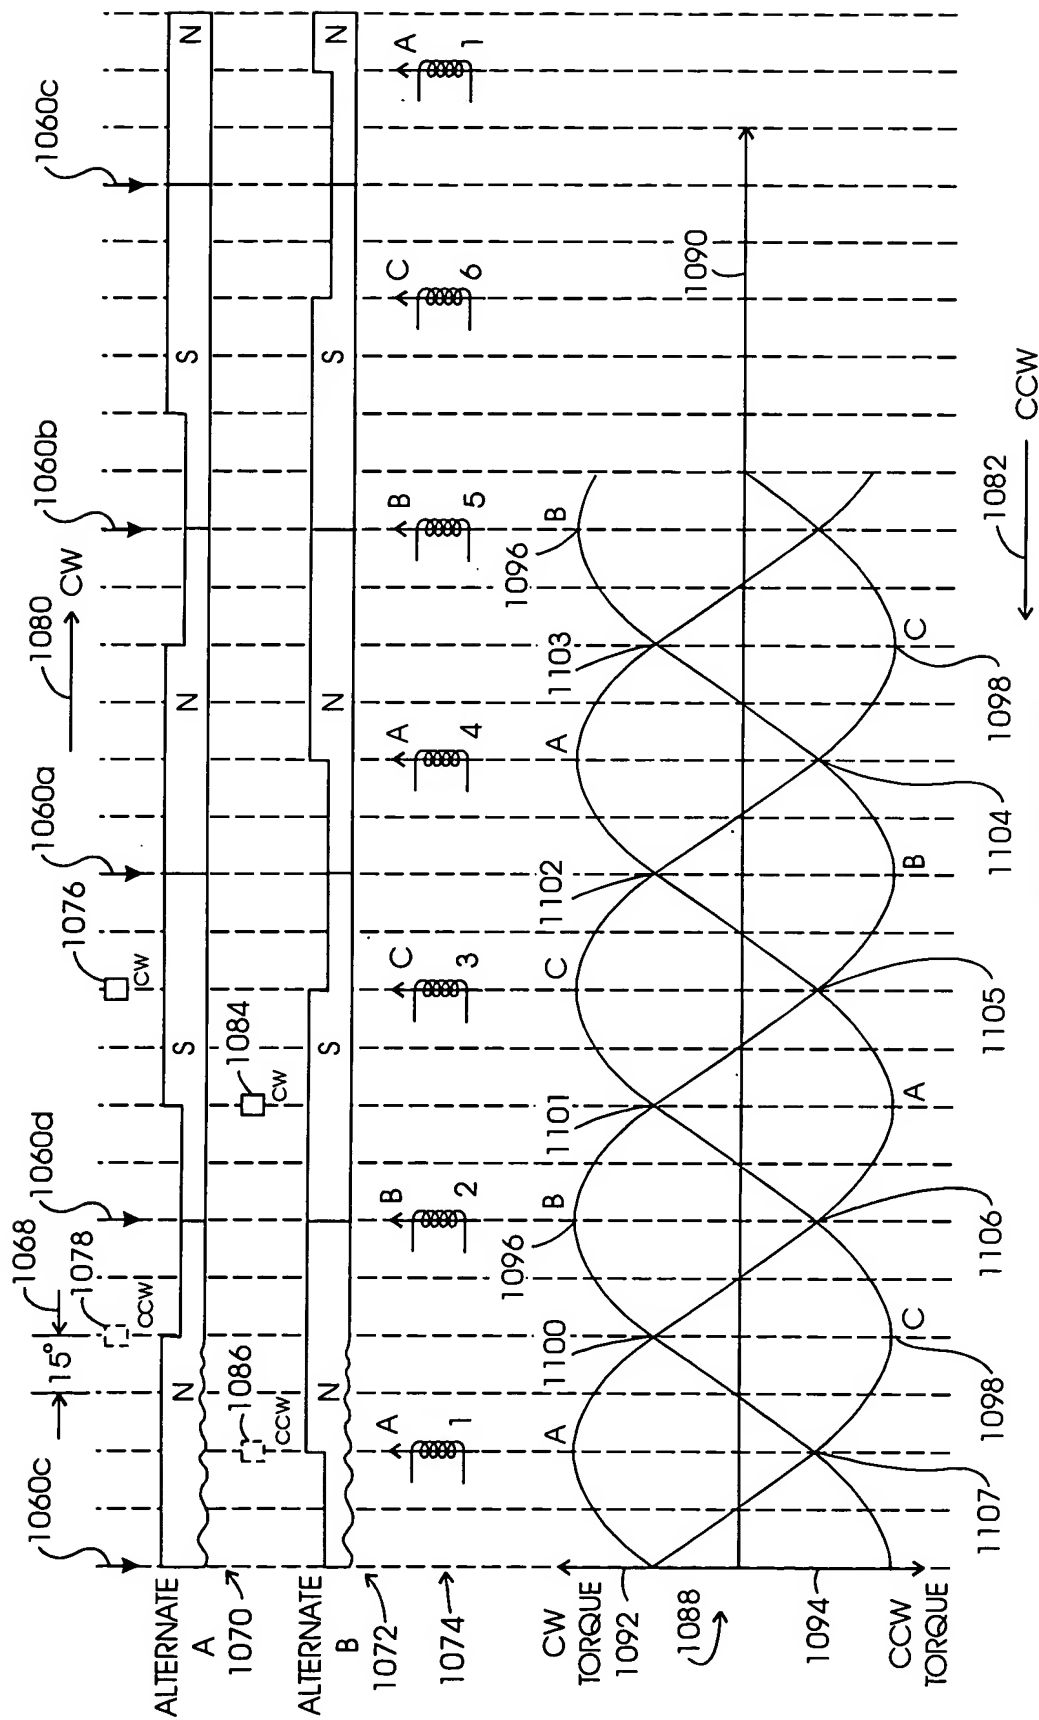 1060c
15°
1068
1078
CCW
1060d
1076
CW
1060a
1080
CW
1060b
1060c
ALTERNATE
A
1070
N
S
N
S
N
1086
CCW
1084
CW
ALTERNATE
B
1072
N
S
N
S
N
1074
A
1
B
2
C
3
A
4
B
5
C
6
A
1
CW
TORQUE
1092
1088
1094
CCW
TORQUE
A
1100
1096
B
1101
C
1102
A
1103
1096
B
1090
1107
C
1098
1106
A
1105
B
1104
C
1098
1082
CCW